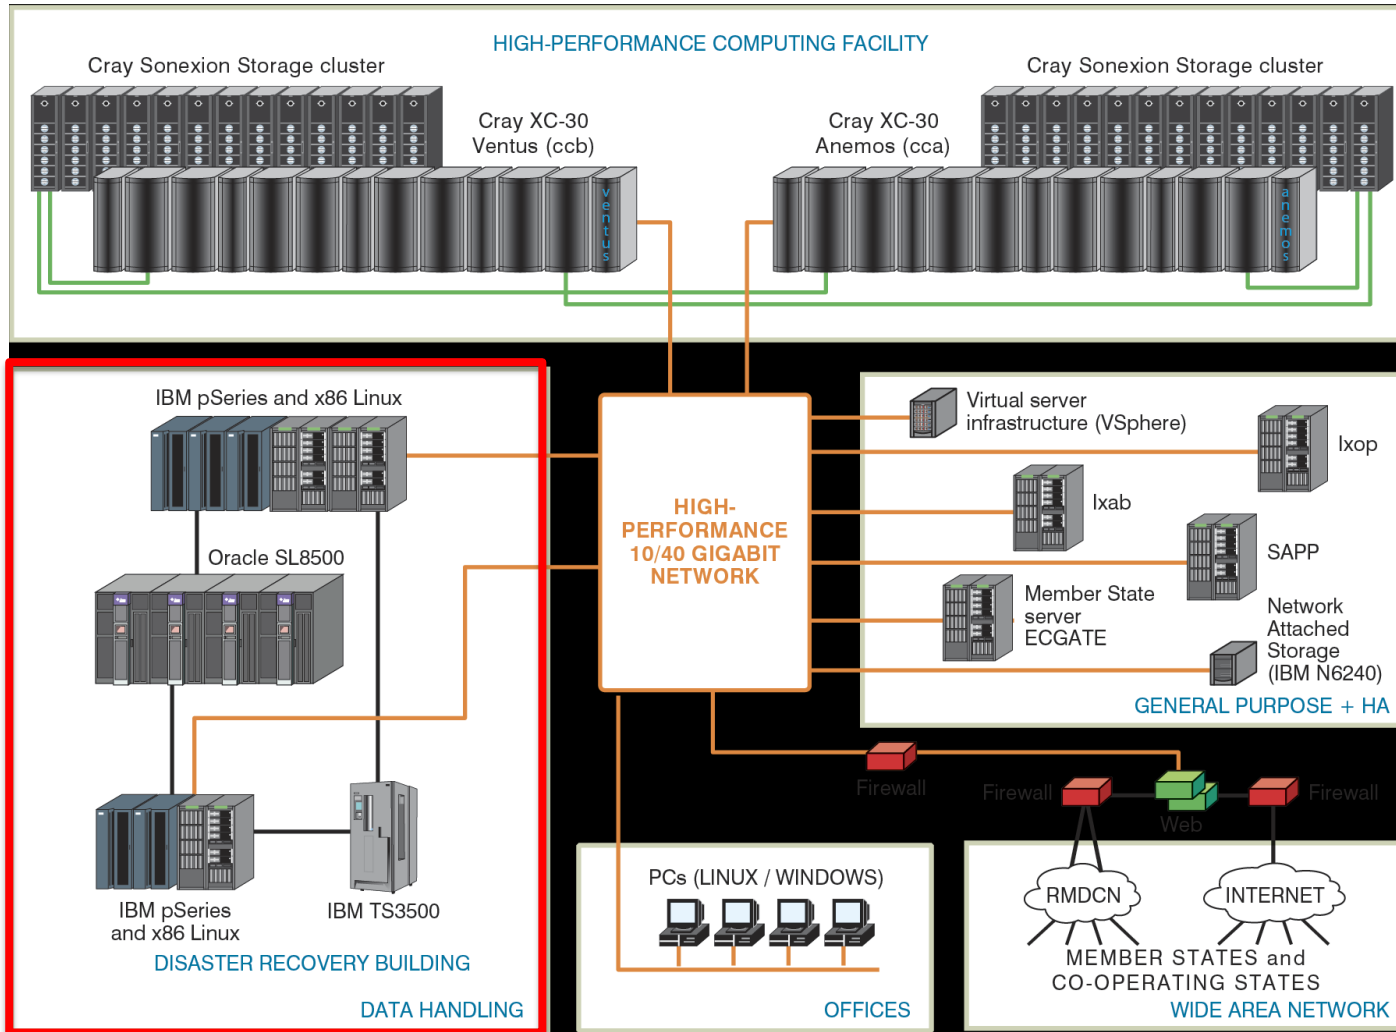 HIGH-PERFORMANCE COMPUTING FACILITY
Cray Sonexion Storage cluster
Cray Sonexion Storage cluster
Cray XC-30
Ventus (ccb)
Cray XC-30
Anemos (cca)
ventus
anemos
IBM pSeries and x86 Linux
Oracle SL8500
IBM pSeries
and x86 Linux
IBM TS3500
DISASTER RECOVERY BUILDING
DATA HANDLING
HIGH-
PERFORMANCE
10/40 GIGABIT
NETWORK
Virtual server
infrastructure (VSphere)
Ixop
Ixab
SAPP
Member State
server
ECGATE
Network
Attached
Storage
(IBM N6240)
GENERAL PURPOSE + HA
Firewall
Firewall
Web
Firewall
PCs (LINUX / WINDOWS)
OFFICES
RMDCN
INTERNET
MEMBER STATES and
CO-OPERATING STATES
WIDE AREA NETWORK